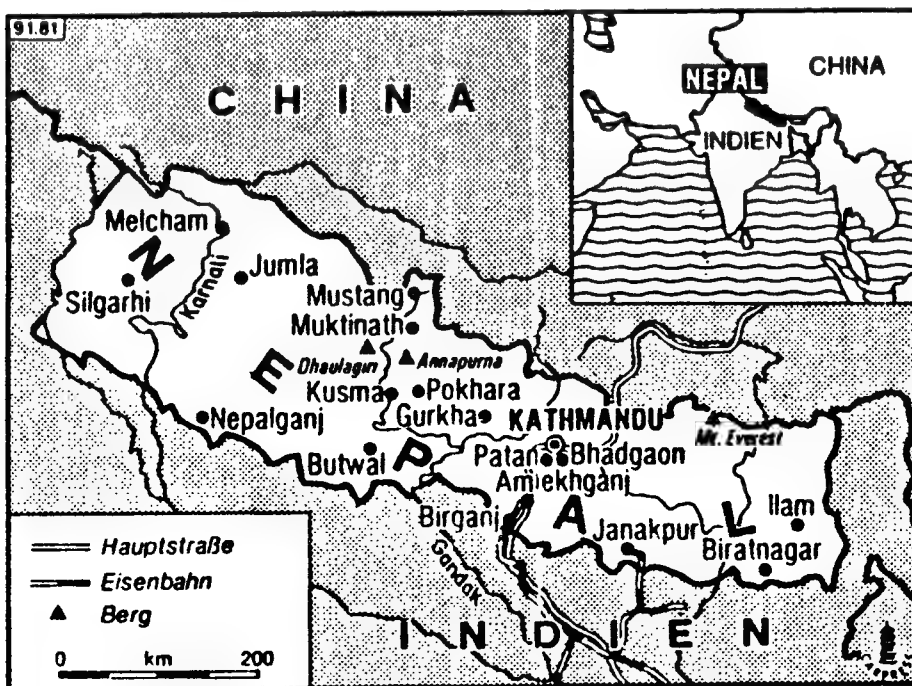 91.81
CHINA
NEPAL
CHINA
INDIEN
Melcham
Karnali
Silgarhi
Jumla
Mustang
Muktinath
Dhaulagiri
Annapurna
Kusma
Pokhara
Gurkha
KATHMANDU
Mt. Everest
Nepalganj
Butwal
Patan
Bhadgaon
Amlekhganj
Birganj
Janakpur
Ilam
Biratnagar
Gandak
NEPAL
INDIEN
Hauptstraße
Eisenbahn
Berg
0 km 200